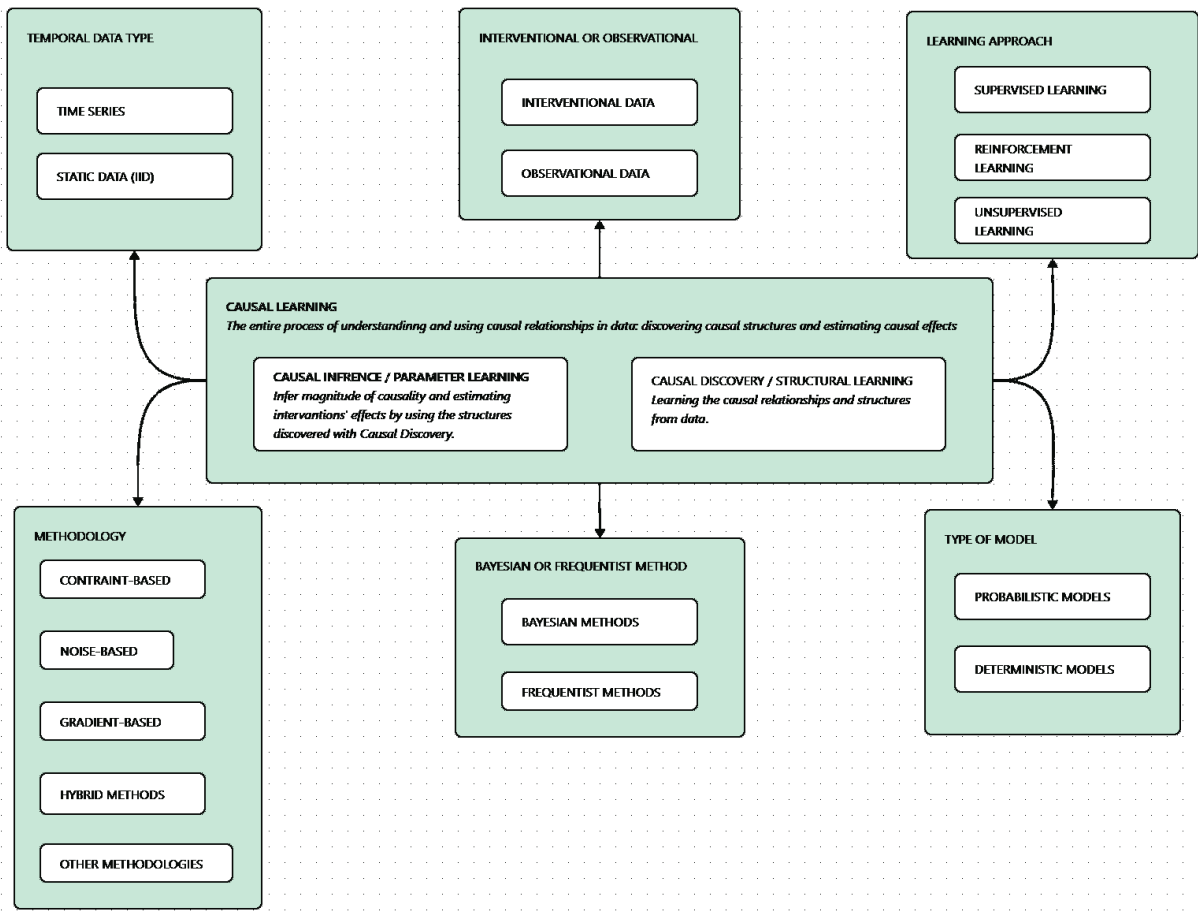 TEMPORAL DATA TYPE
TIME SERIES
STATIC DATA (IID)
INTERVENTIONAL OR OBSERVATIONAL
INTERVENTIONAL DATA
OBSERVATIONAL DATA
LEARNING APPROACH
SUPERVISED LEARNING
REINFORCEMENT
LEARNING
UNSUPERVISED
LEARNING
CAUSAL LEARNING
The entire process of understandinng and using causal relationships in data: discovering causal structures and estimating causal effects
CAUSAL INFRENCE / PARAMETER LEARNING
Infer magnitude of causality and estimating
intervantions' effects by using the structures
discovered with Causal Discovery.
CAUSAL DISCOVERY / STRUCTURAL LEARNING
Learning the causal relationships and structures
from data.
METHODOLOGY
CONTRAINT-BASED
NOISE-BASED
GRADIENT-BASED
HYBRID METHODS
OTHER METHODOLOGIES
BAYESIAN OR FREQUENTIST METHOD
BAYESIAN METHODS
FREQUENTIST METHODS
TYPE OF MODEL
PROBABILISTIC MODELS
DETERMINISTIC MODELS